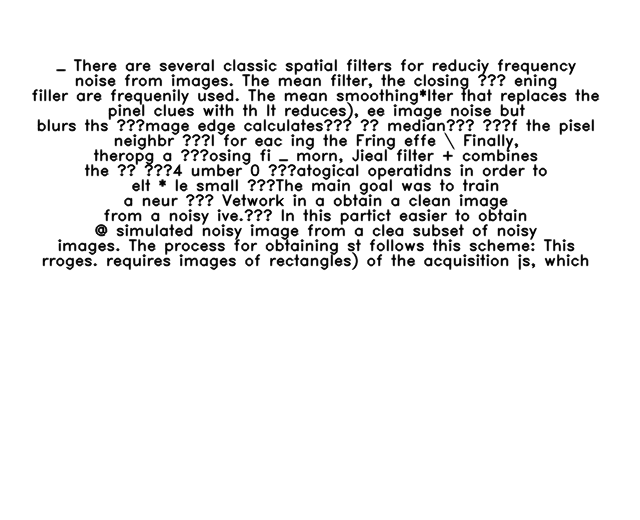 _ There are several classic spatial filters for reduciy frequency
noise from images. The mean filter, the closing ??? ening
filler are frequenily used. The mean smoothing*lter that replaces the
pinel clues with th It reduces), ee image noise but
blurs ths ???mage edge calculates??? ?? median??? ???f the pisel
neighbr ???l for eac ing the Fring effe \ Finally,
theropg a ???osing fi _ morn, Jieal filter + combines
the ?? ???4 umber 0 ???atogical operatidns in order to
elt * le small ???The main goal was to train
a neur ??? Vetwork in a obtain a clean image
from a noisy ive.??? In this partict easier to obtain
@ simulated noisy image from a clea subset of noisy
images. The process for obtaining st follows this scheme: This
rroges. requires images of rectangles) of the acquisition js, which